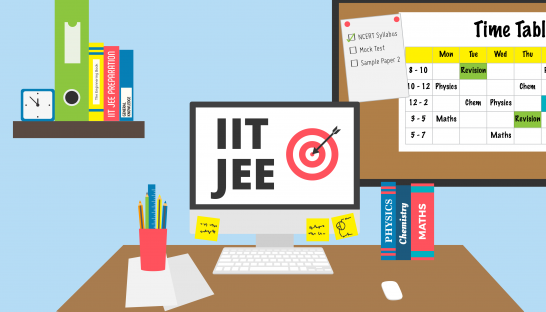 Time Tabl
NCERT Syllabus
Mock Test
Sample Paper 2
Mon Tue Wed Thu
8 - 10 Revision
10 - 12 Physics Chem
12 - 2 Chem Physics
3 - 5 Maths Revision
5 - 7 Maths
IIT JEE PREPARATION
GENERAL KNOWLEDGE
IIT
JEE
PHYSICS
Chemistry
MATHS